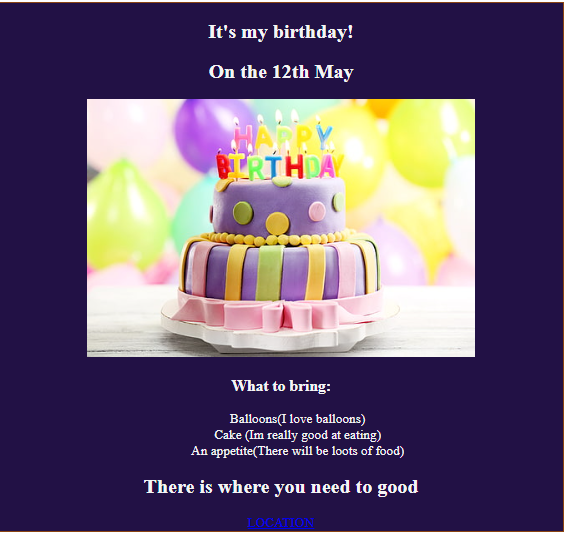 It's my birthday!
On the 12th May
HAPPY
BIRTHDAY
What to bring:
Balloons(I love balloons)
Cake (Im really good at eating)
An appetite(There will be loots of food)
There is where you need to good
LOCATION